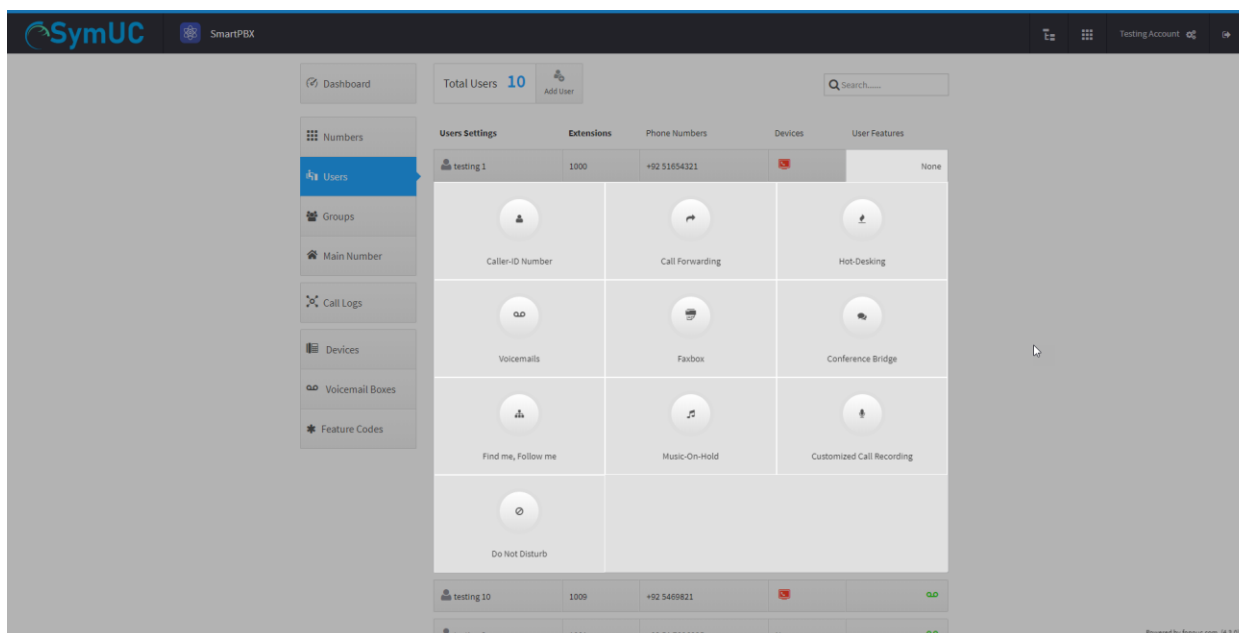 SymUC SmartPBX Testing Account
Dashboard
Total Users 10 Add User
Search......
Numbers
Users
Groups
Main Number
Call Logs
Devices
Voicemail Boxes
Feature Codes
Users Settings Extensions Phone Numbers Devices User Features
testing 1 1000 +92 51654321 None
Caller-ID Number Call Forwarding Hot-Desking
Voicemails Faxbox Conference Bridge
Find me, Follow me Music-On-Hold Customized Call Recording
Do Not Disturb
testing 10 1009 +92 5469821
Powered by